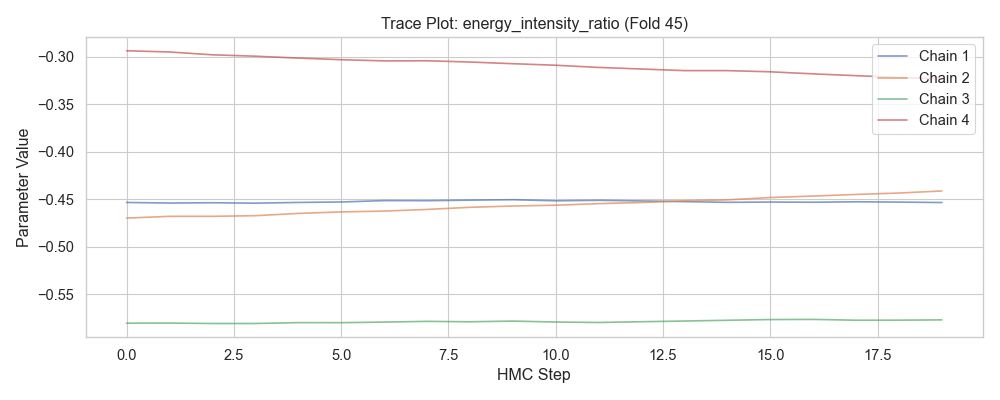 Trace Plot: energy_intensity_ratio (Fold 45)
Parameter Value
−0.30
−0.35
−0.40
−0.45
−0.50
−0.55
Chain 1
Chain 2
Chain 3
Chain 4
0.0 2.5 5.0 7.5 10.0 12.5 15.0 17.5
HMC Step